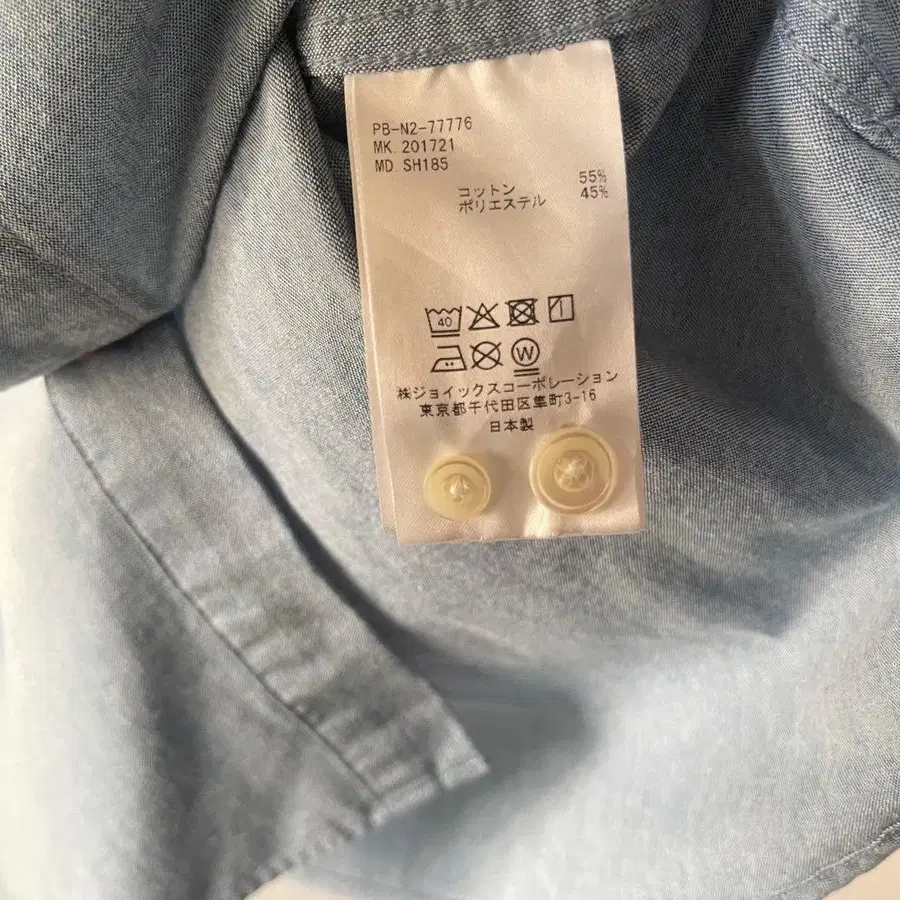 PB-N2-77776
MK. 201721
MD. SH185
コットン 55%
ポリエステル 45%
40
W
㈱ジョイックスコーポレーション
東京都千代田区隼町3-16
日本製